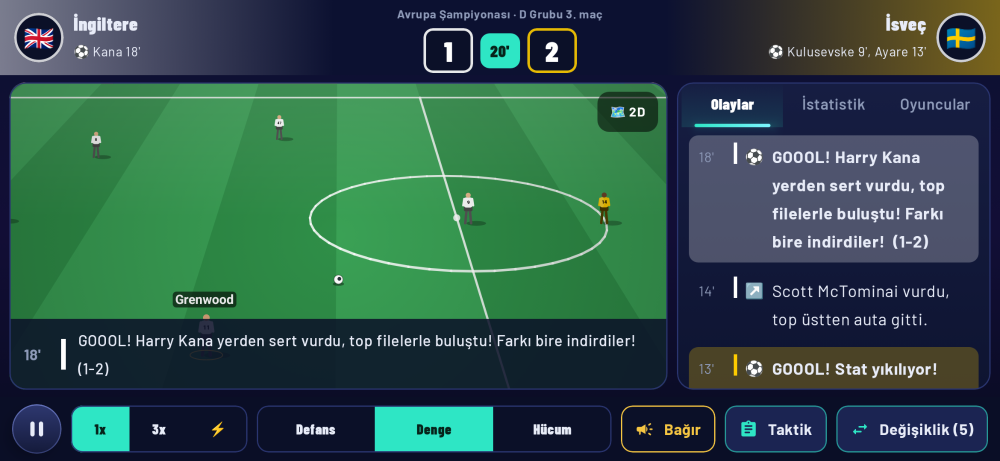 İngiltere
⚽ Kana 18'
Avrupa Şampiyonası · D Grubu 3. maç
1
20'
2
İsveç
⚽ Kulusevske 9', Ayare 13'
2D
Grenwood
18'
GOOOL! Harry Kana yerden sert vurdu, top filelerle buluştu! Farkı bire indirdiler!
(1-2)
Olaylar
İstatistik
Oyuncular
18'
GOOOL! Harry Kana
yerden sert vurdu, top
filelerle buluştu! Farkı
bire indirdiler! (1-2)
14'
Scott McTominai vurdu,
top üstten auta gitti.
13'
GOOOL! Stat yıkılıyor!
1x
3x
Defans
Denge
Hücum
Bağır
Taktik
Değişiklik (5)